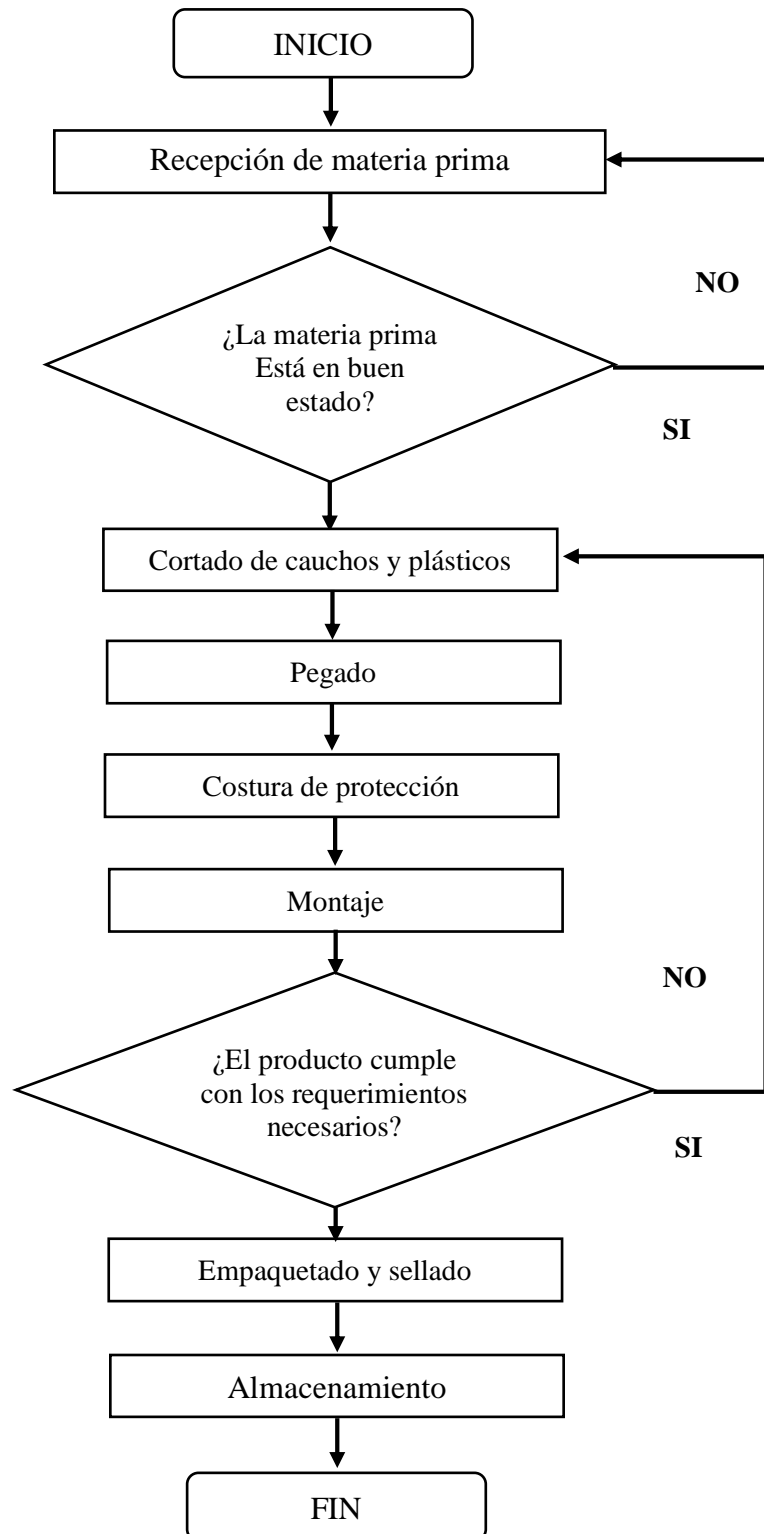 INICIO
Recepción de materia prima
NO
¿La materia prima
Está en buen
estado?
SI
Cortado de cauchos y plásticos
Pegado
Costura de protección
Montaje
NO
¿El producto cumple
con los requerimientos
necesarios?
SI
Empaquetado y sellado
Almacenamiento
FIN